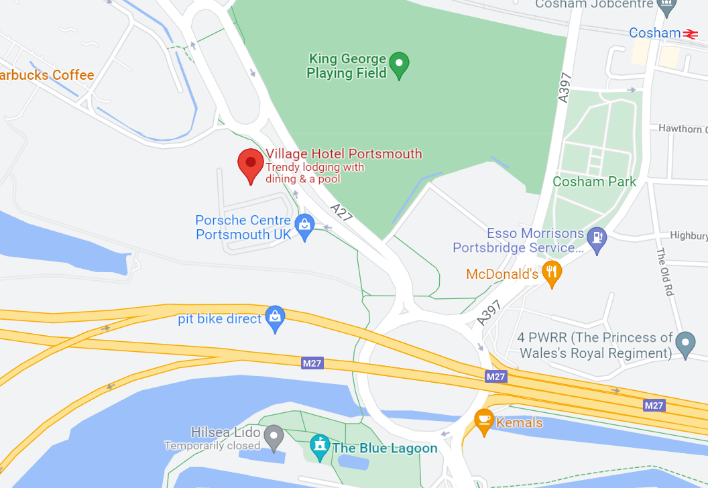 Cosham Jobcentre
Cosham
arbucks Coffee
King George
Playing Field
A397
Hawthorn C
Village Hotel Portsmouth
Trendy lodging with
dining & a pool
Cosham Park
A27
Porsche Centre
Portsmouth UK
Esso Morrisons
Portsbridge Service...
Highbury
The Old Rd
McDonald's
A397
pit bike direct
4 PWRR (The Princess of
Wales's Royal Regiment)
M27
M27
M27
Kemals
Hilsea Lido
Temporarily closed
The Blue Lagoon